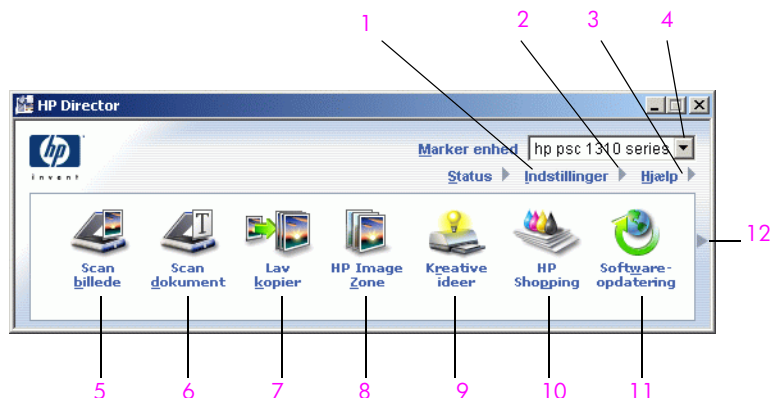 1 2 3 4
HP Director
hp
invent
Marker enhed hp psc 1310 series
Status Indstillinger Hjælp
12
T
Scan billede
Scan dokument
Lav kopier
HP Image Zone
Kreative ideer
HP Shopping
Software-opdatering
5 6 7 8 9 10 11